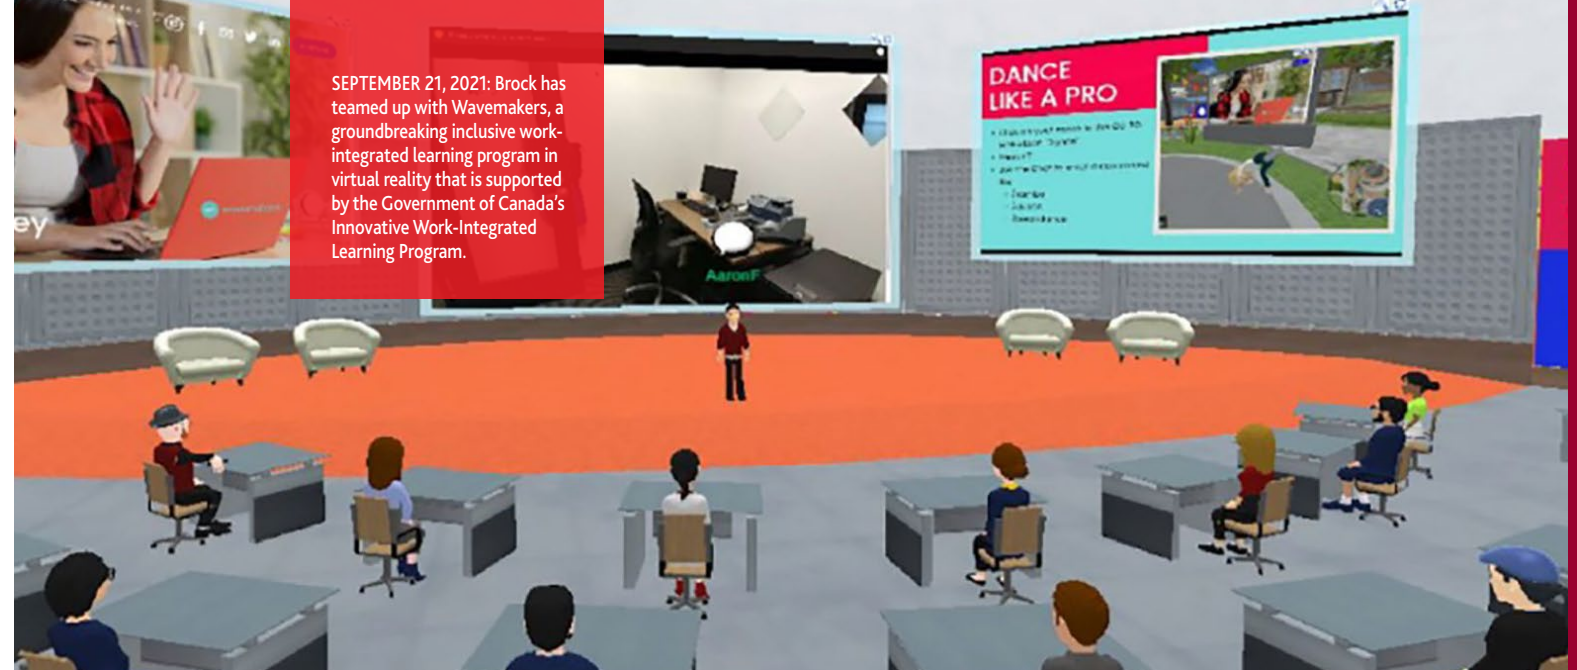 SEPTEMBER 21, 2021: Brock has
teamed up with Wavemakers, a
groundbreaking inclusive work-
integrated learning program in
virtual reality that is supported
by the Government of Canada’s
Innovative Work-Integrated
Learning Program.
ey
AaronF
DANCE
LIKE A PRO